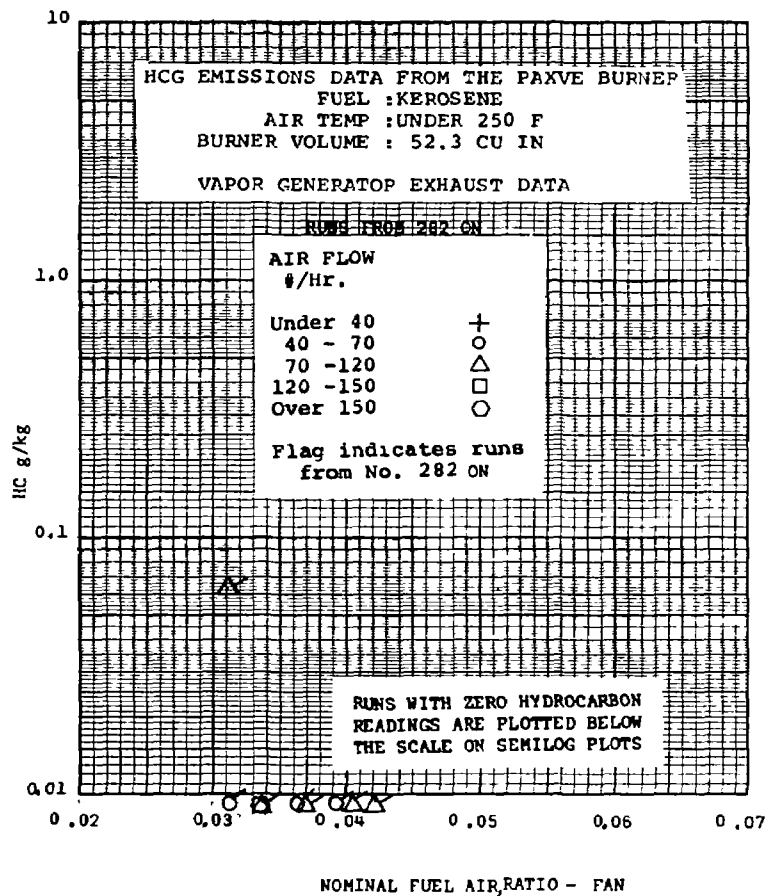 10
HCG EMISSIONS DATA FROM THE PAXVE BURNER
FUEL :KEROSENE
AIR TEMP :UNDER 250 F
BURNER VOLUME : 52.3 CU IN
VAPOR GENERATOP EXHAUST DATA
RUNS FROM 282 ON
AIR FLOW
#/Hr.
Under 40
40 - 70
70 -120
120 -150
Over 150
Flag indicates runs
from No. 282 ON
1.0
HC g/kg
0.1
RUNS WITH ZERO HYDROCARBON
READINGS ARE PLOTTED BELOW
THE SCALE ON SEMILOG PLOTS
0.01
0.02 0.03 0.04 0.05 0.06 0.07
NOMINAL FUEL AIR RATIO - FAN